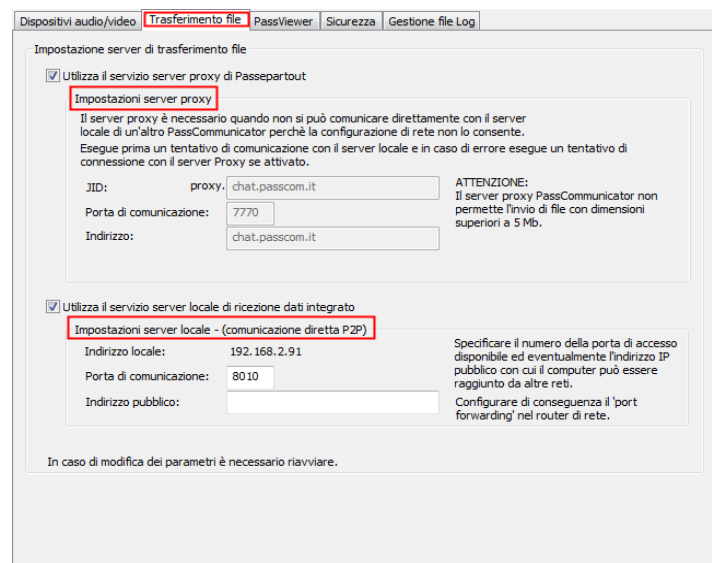 Dispositivi audio/video Trasferimento file PassViewer Sicurezza Gestione file Log
Impostazione server di trasferimento file
Utilizza il servizio server proxy di Passepartout
Impostazioni server proxy
Il server proxy è necessario quando non si può comunicare direttamente con il server
locale di un'altro PassCommunicator perchè la configurazione di rete non lo consente.
Esegue prima un tentativo di comunicazione con il server locale e in caso di errore esegue un tentativo di
connessione con il server Proxy se attivato.
JID: proxy. chat.passcom.it
Porta di comunicazione: 7770
Indirizzo: chat.passcom.it
ATTENZIONE:
Il server proxy PassCommunicator non
permette l'invio di file con dimensioni
superiori a 5 Mb.
Utilizza il servizio server locale di ricezione dati integrato
Impostazioni server locale - (comunicazione diretta P2P)
Indirizzo locale: 192.168.2.91
Porta di comunicazione: 8010
Indirizzo pubblico:
Specificare il numero della porta di accesso
disponibile ed eventualmente l'indirizzo IP
pubblico con cui il computer può essere
raggiunto da altre reti.
Configurare di conseguenza il 'port
forwarding' nel router di rete.
In caso di modifica dei parametri è necessario riavviare.